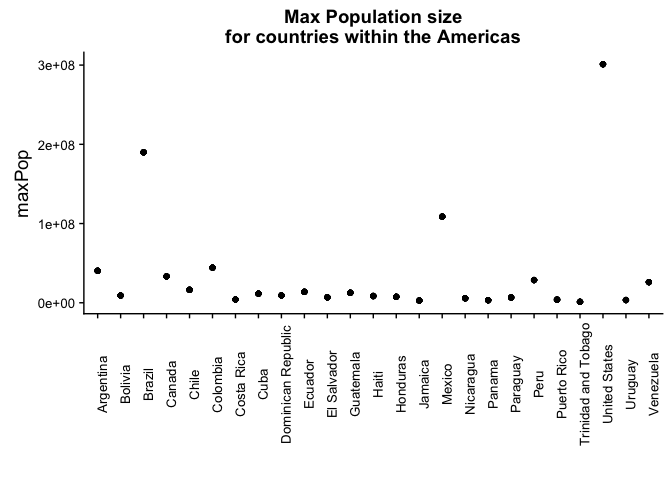 Max Population size
for countries within the Americas
maxPop
3e+08
2e+08
1e+08
0e+00
Argentina
Bolivia
Brazil
Canada
Chile
Colombia
Costa Rica
Cuba
Dominican Republic
Ecuador
El Salvador
Guatemala
Haiti
Honduras
Jamaica
Mexico
Nicaragua
Panama
Paraguay
Peru
Puerto Rico
Trinidad and Tobago
United States
Uruguay
Venezuela